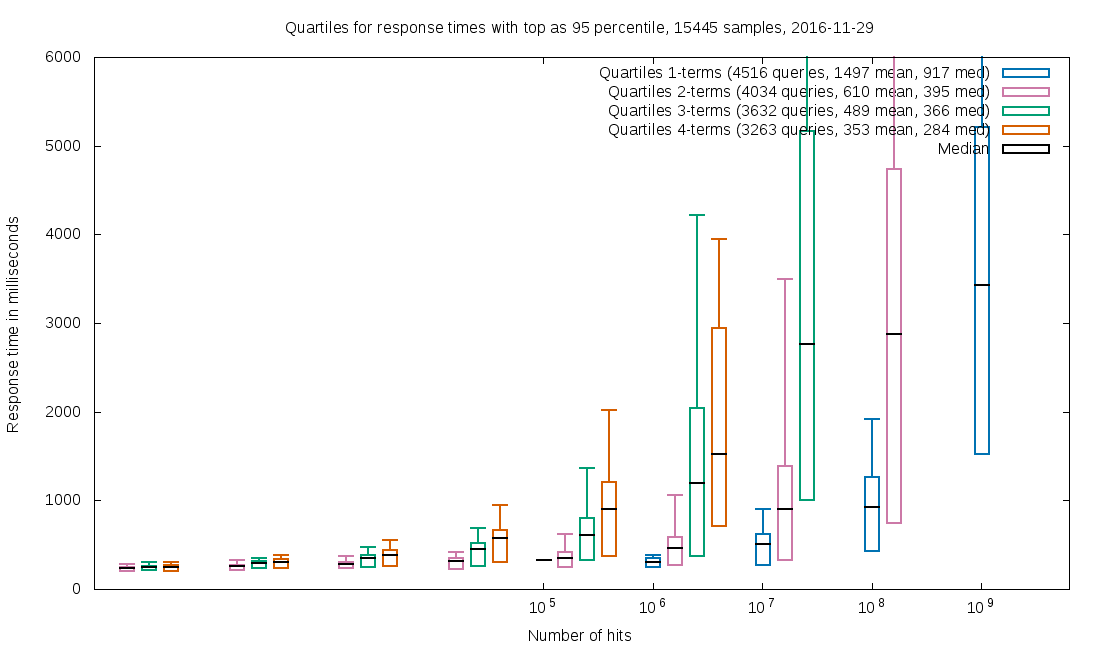 Quartiles for response times with top as 95 percentile, 15445 samples, 2016-11-29
Quartiles 1-terms (4516 queries, 1497 mean, 917 med)
Quartiles 2-terms (4034 queries, 610 mean, 395 med)
Quartiles 3-terms (3632 queries, 489 mean, 366 med)
Quartiles 4-terms (3263 queries, 353 mean, 284 med)
Median
Response time in milliseconds
6000
5000
4000
3000
2000
1000
0
10^5 10^6 10^7 10^8 10^9
Number of hits